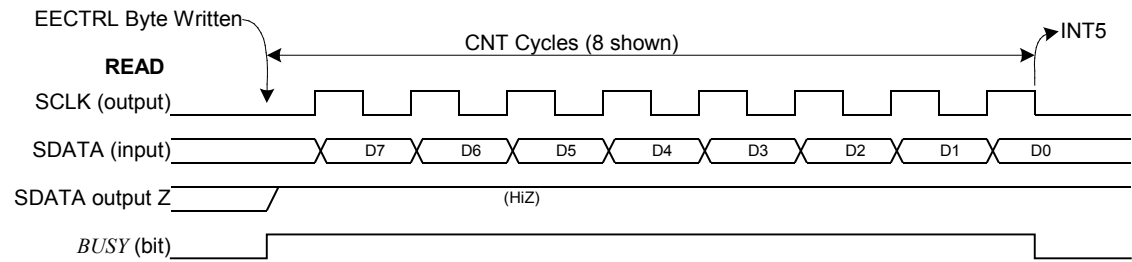 EECTRL Byte Written
INT5
CNT Cycles (8 shown)
READ
SCLK (output)
SDATA (input) D7 D6 D5 D4 D3 D2 D1 D0
SDATA output Z (HiZ)
BUSY (bit)